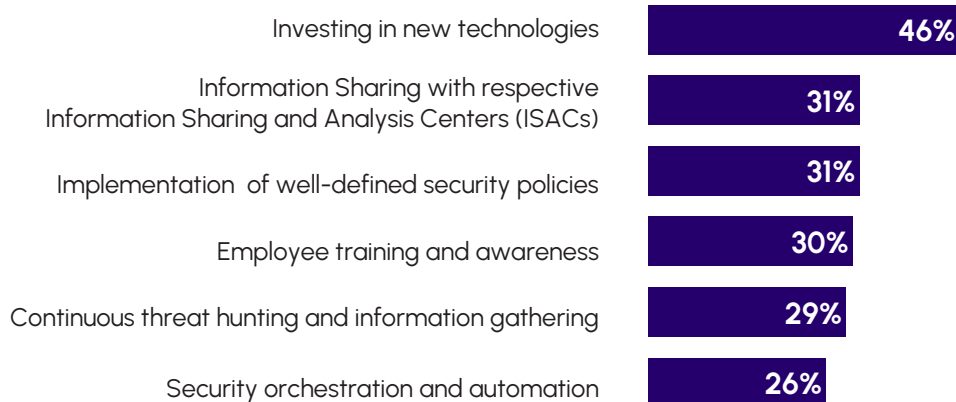 Investing in new technologies 46%
Information Sharing with respective
Information Sharing and Analysis Centers (ISACs) 31%
Implementation of well-defined security policies 31%
Employee training and awareness 30%
Continuous threat hunting and information gathering 29%
Security orchestration and automation 26%